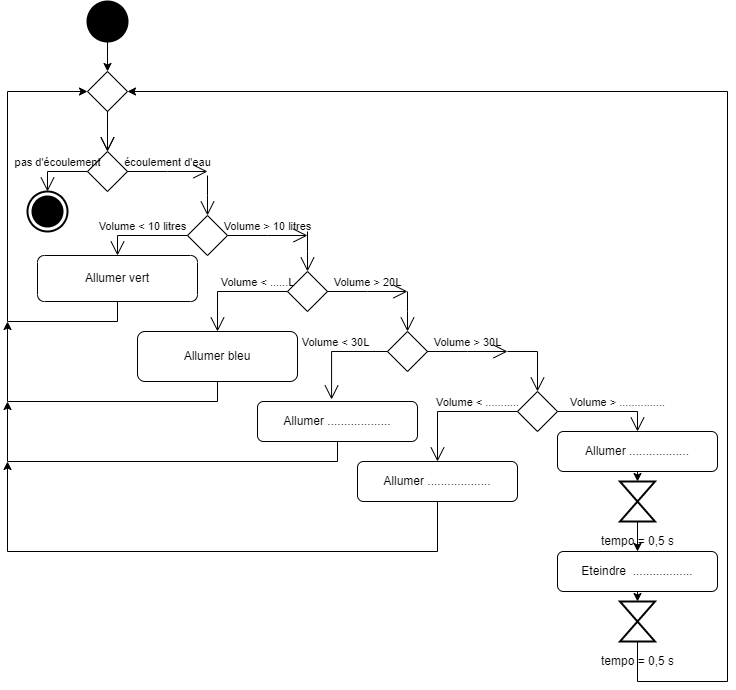 pas d'écoulement
écoulement d'eau
Volume < 10 litres
Volume > 10 litres
Allumer vert
Volume < ......L
Volume > 20L
Allumer bleu
Volume < 30L
Volume > 30L
Allumer ...................
Volume < ..........
Volume > ..............
Allumer ...................
Allumer ..................
tempo = 0,5 s
Eteindre ..................
tempo = 0,5 s